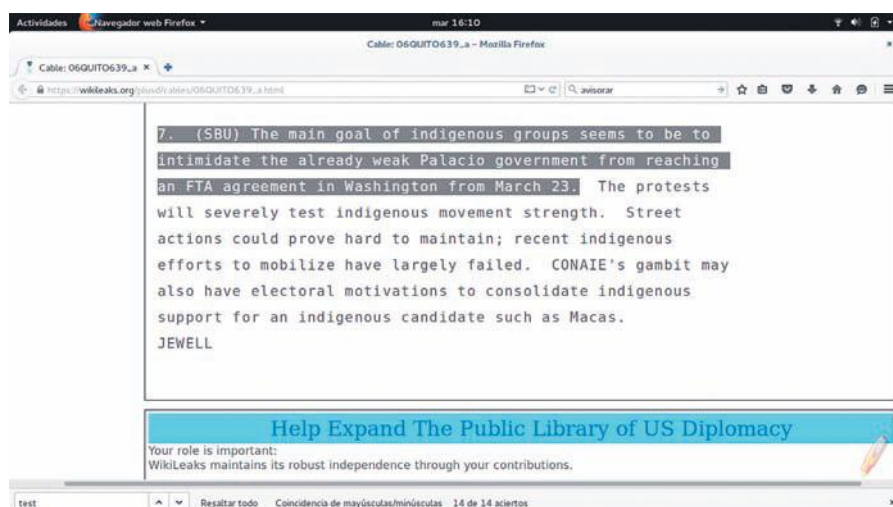 Actividades Navegador web Firefox mar 16:10
Cable: 06QUITO639_a - Mozilla Firefox
Cable: 06QUITO639_a
https://wikileaks.org/plusd/cables/06QUITO639_a.html avisorar
7. (SBU) The main goal of indigenous groups seems to be to
intimidate the already weak Palacio government from reaching
an FTA agreement in Washington from March 23. The protests
will severely test indigenous movement strength. Street
actions could prove hard to maintain; recent indigenous
efforts to mobilize have largely failed. CONAIE's gambit may
also have electoral motivations to consolidate indigenous
support for an indigenous candidate such as Macas.
JEWELL
Help Expand The Public Library of US Diplomacy
Your role is important:
WikiLeaks maintains its robust independence through your contributions.
test Resaltar todo Coincidencia de mayúsculas/minúsculas 14 de 14 aciertos